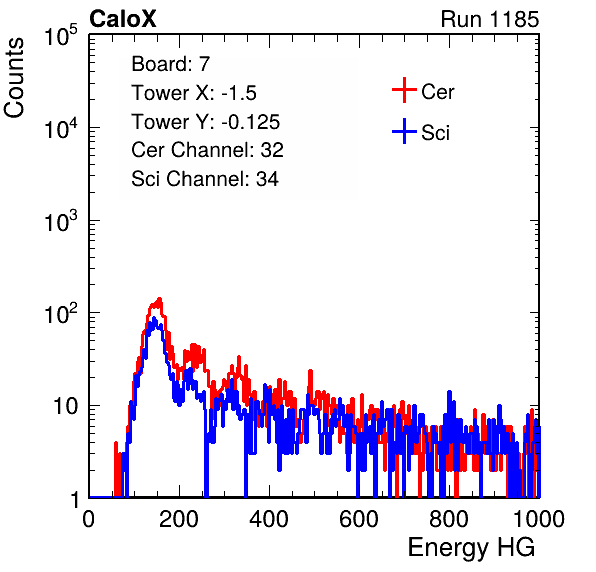 CaloX Run 1185
Board: 7
Tower X: -1.5
Tower Y: -0.125
Cer Channel: 32
Sci Channel: 34
Cer
Sci
Counts
10^5
10^4
10^3
10^2
10
1
0 200 400 600 800 1000
Energy HG